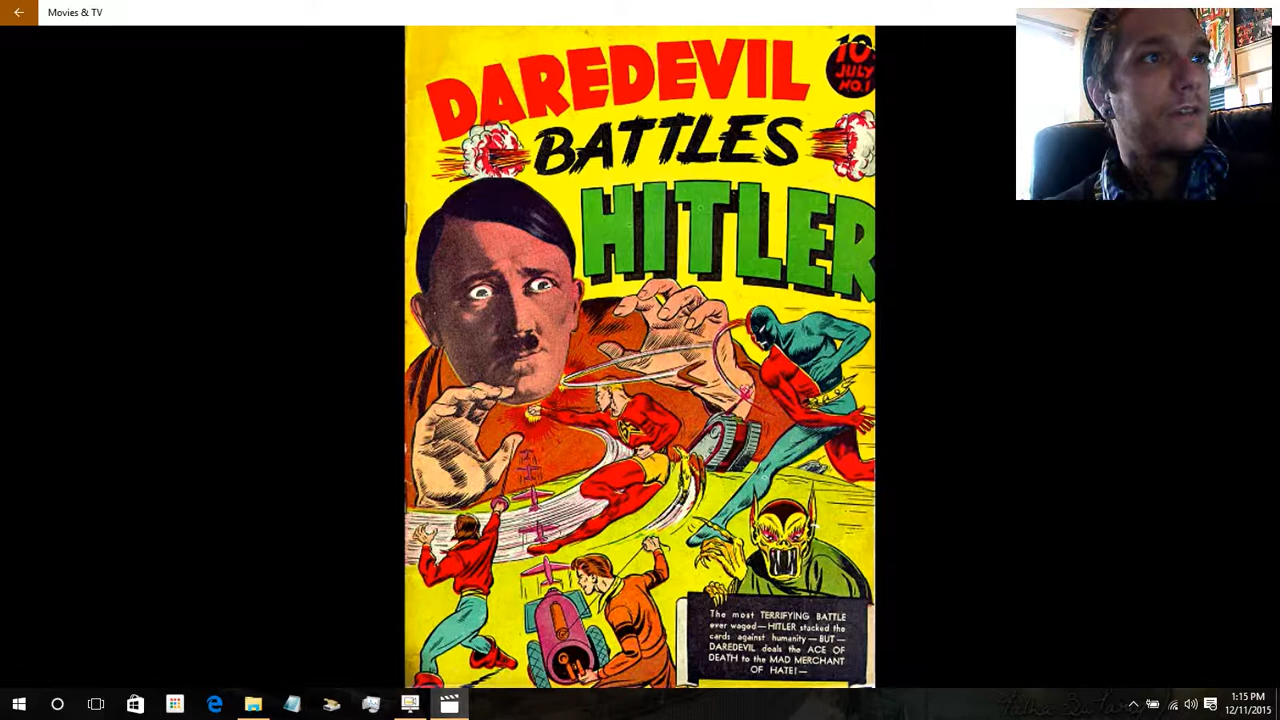 Movies & TV
DAREDEVIL
10¢
JULY
NO.1
BATTLES
HITLER
The most TERRIFYING BATTLE
ever waged—HITLER stacked the
cards against humanity—BUT—
DAREDEVIL deals the ACE OF
DEATH to the MAD MERCHANT
OF HATE!—
1:15 PM
12/11/2015